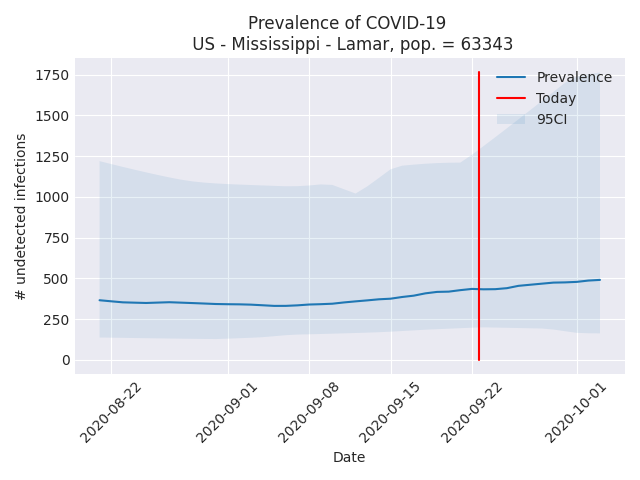 Prevalence of COVID-19
US - Mississippi - Lamar, pop. = 63343
1750
1500
1250
1000
750
500
250
0
# undetected infections
Prevalence
Today
95CI
2020-08-22
2020-09-01
2020-09-08
2020-09-15
2020-09-22
2020-10-01
Date